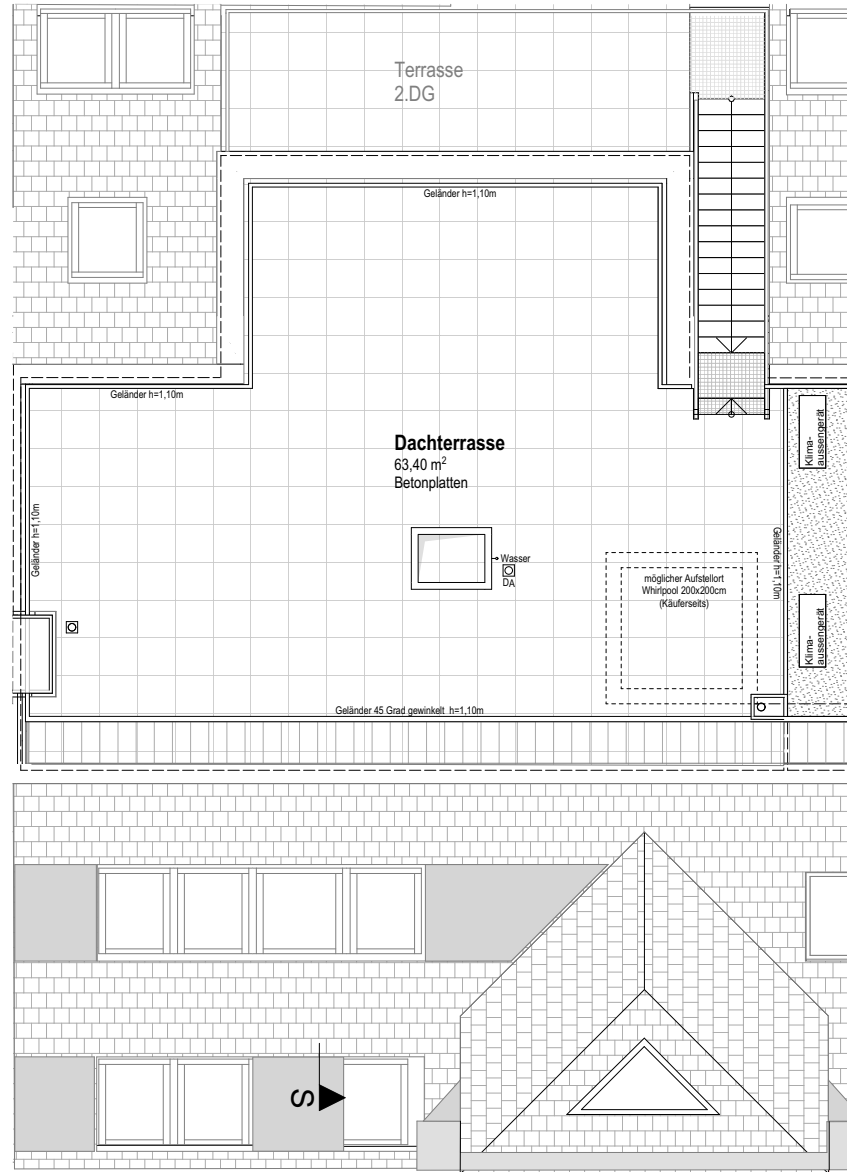 Terrasse
2.DG
Geländer h=1,10m
Geländer h=1,10m
Dachterrasse
63,40 m²
Betonplatten
Klima-
aussengerät
Geländer h=1,10m
Wasser
DA
Geländer h=1,10m
möglicher Aufstellort
Whirlpool 200x200cm
(Käuferseits)
Klima-
aussengerät
Geländer 45 Grad gewinkelt h=1,10m
S